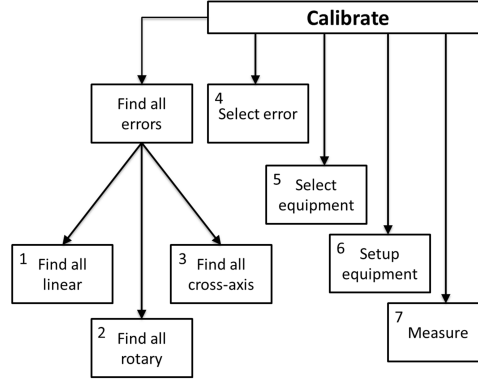 Calibrate
Find all
errors
4
Select error
5
Select
equipment
1
Find all
linear
3
Find all
cross-axis
6
Setup
equipment
2
Find all
rotary
7
Measure